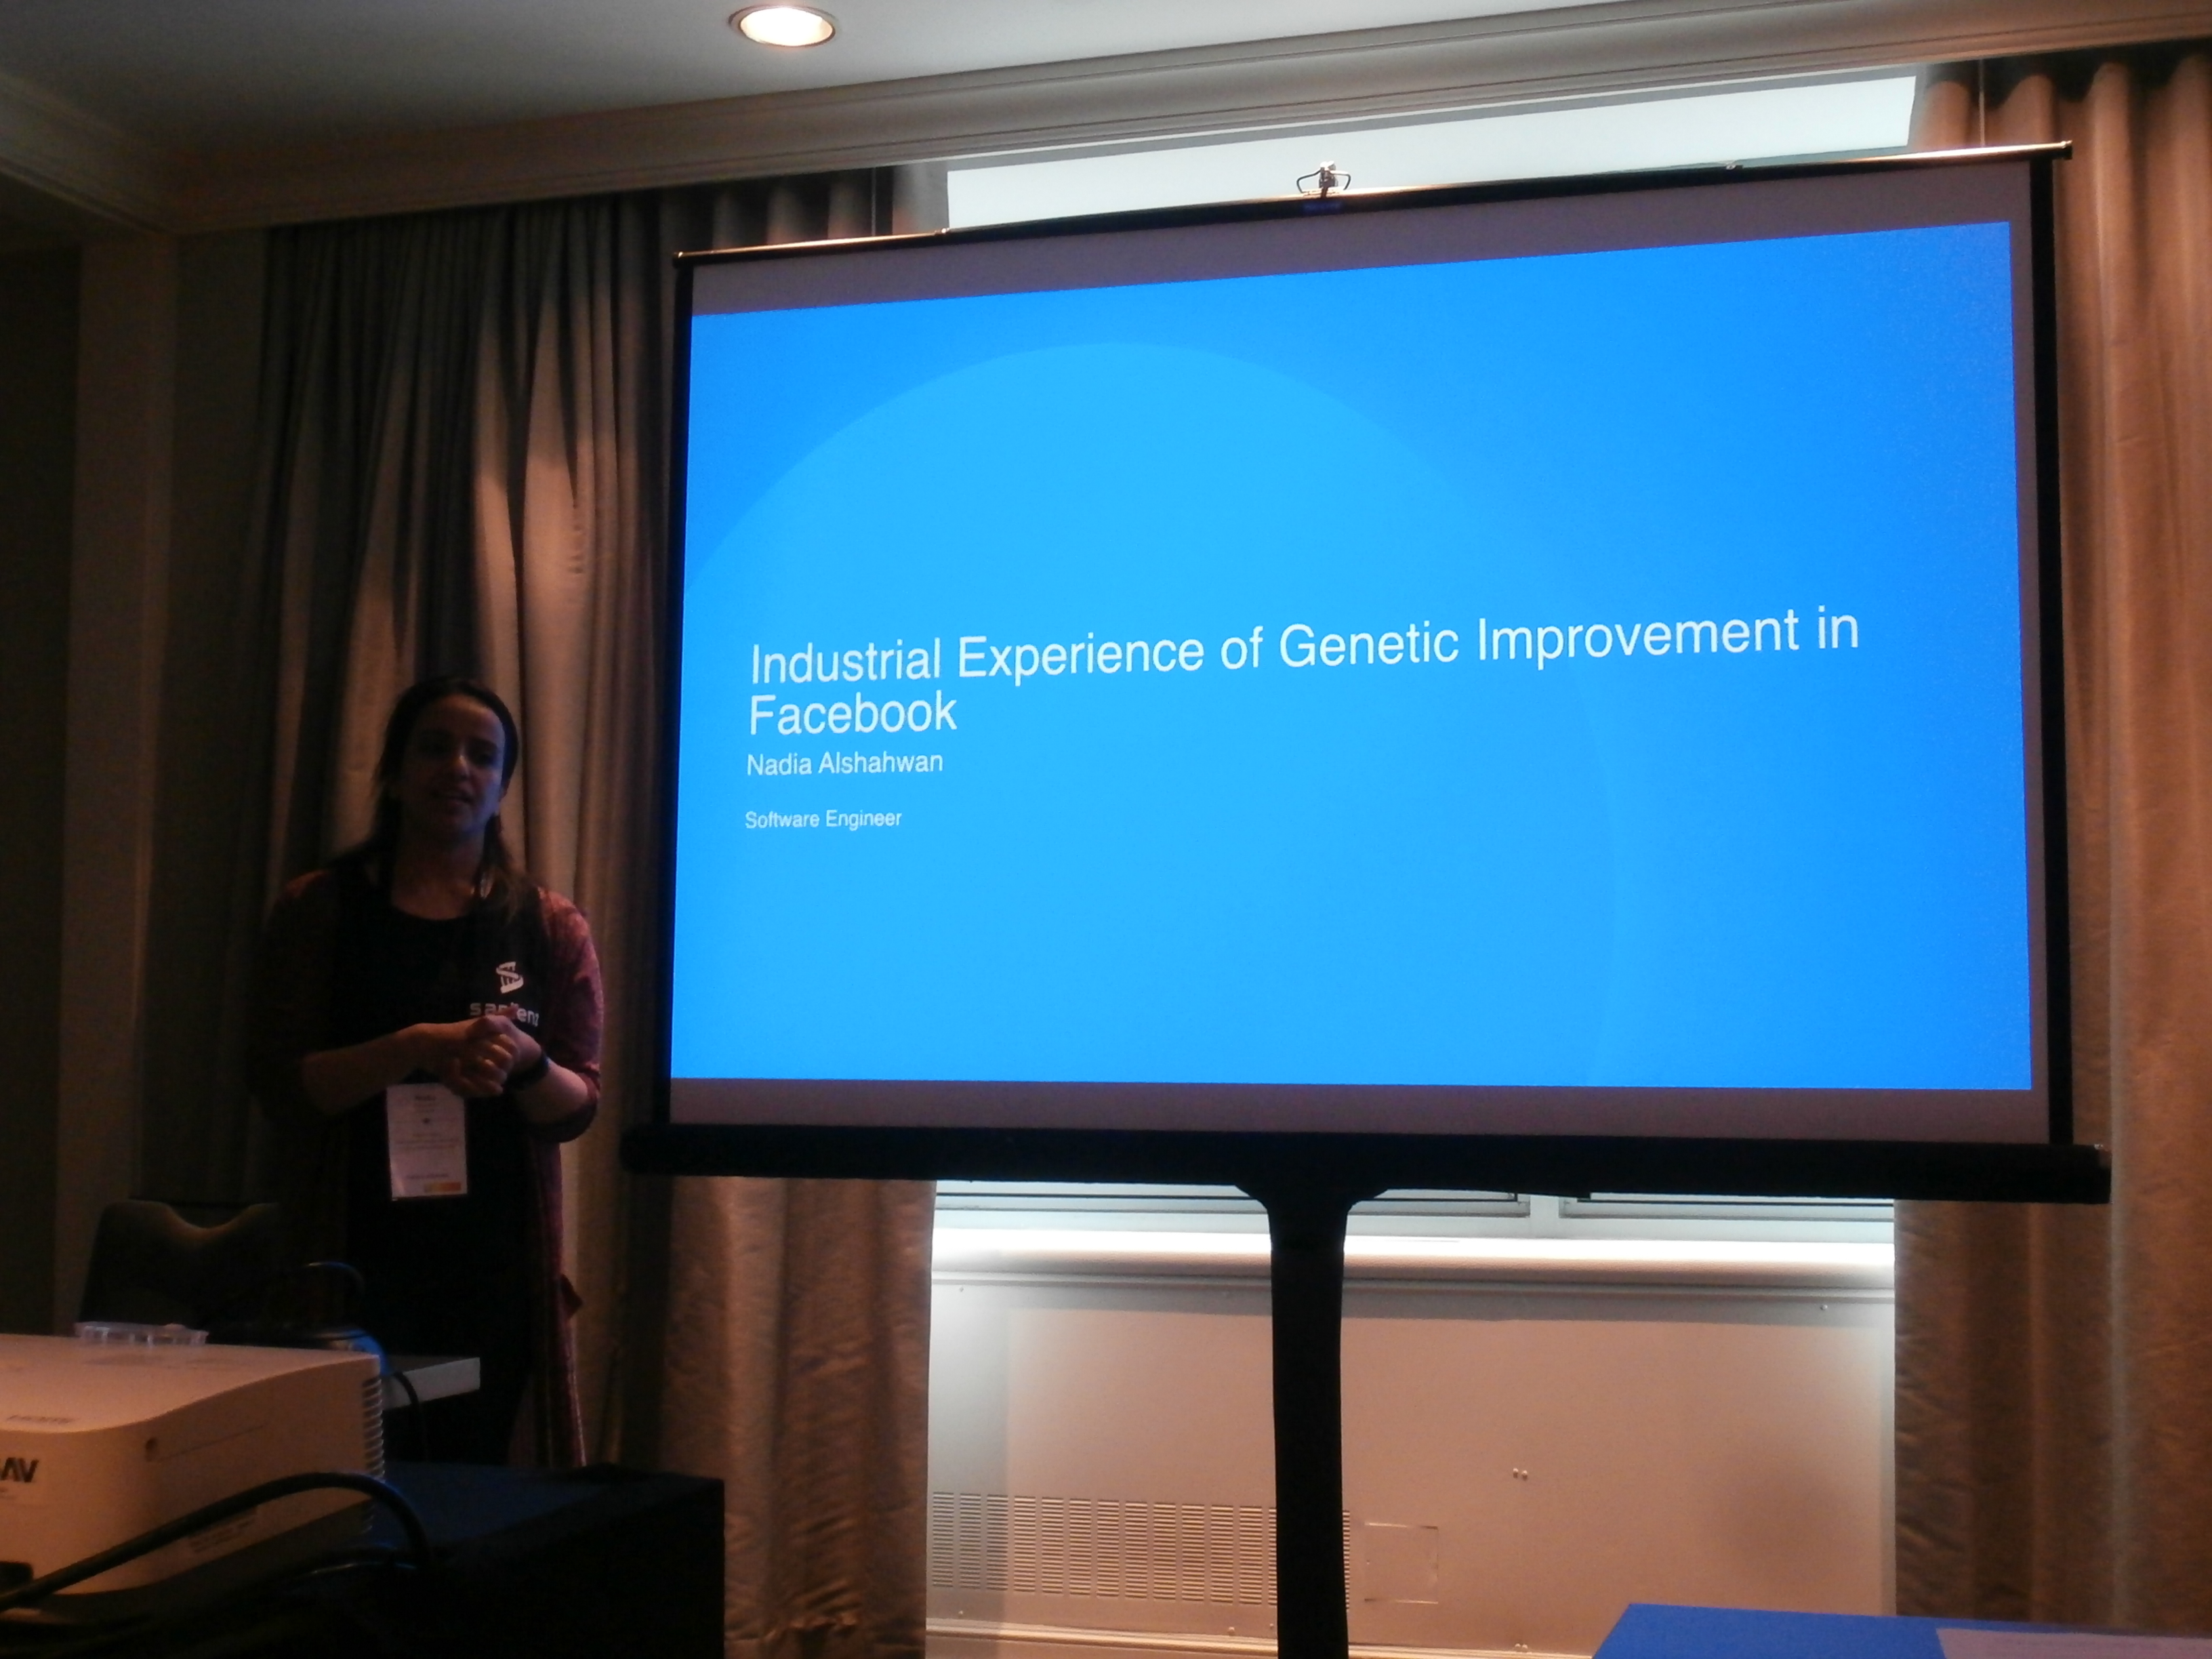 Industrial Experience of Genetic Improvement in
Facebook
Nadia Alshahwan
Software Engineer